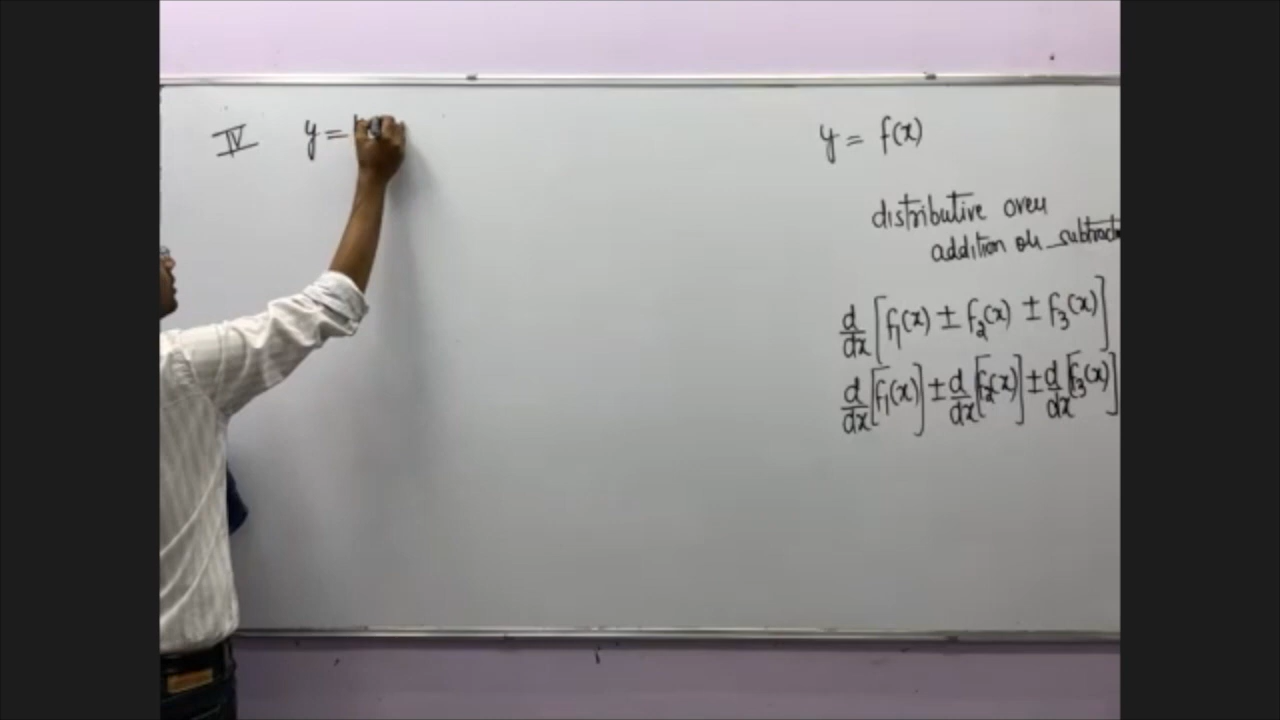 IV y =
y = f(x)
distributive over
addition or subtract
d/dx [f₁(x) ± f₂(x) ± f₃(x)]
d/dx [f₁(x)] ± d/dx [f₂(x)] ± d/dx [f₃(x)]